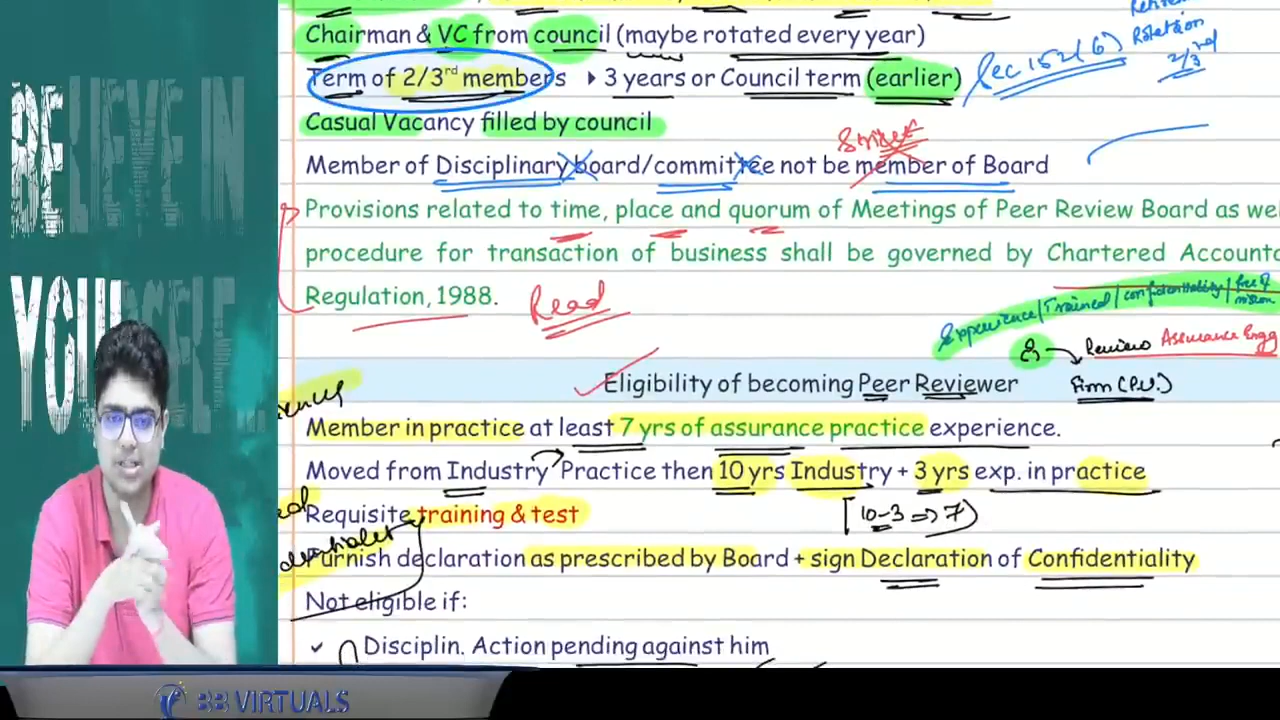 Chairman & VC from council (maybe rotated every year)
Rotation
2/3rd
Sec 152(6)
Term of 2/3rd members ‣ 3 years or Council term (earlier)
Casual Vacancy filled by council
Strict
Member of Disciplinary board/committee not be member of Board
Provisions related to time, place and quorum of Meetings of Peer Review Board as we
procedure for transaction of business shall be governed by Chartered Accounta
Regulation, 1988.
Read
Experience/Trained/confidentiality/free of
Reviews Assurance Engg
Eligibility of becoming Peer Reviewer
Firm (P.U.)
Member in practice at least 7 yrs of assurance practice experience.
Moved from Industry Practice then 10 yrs Industry + 3 yrs exp. in practice
Requisite training & test
[10-3 => 7)
Furnish declaration as prescribed by Board + sign Declaration of Confidentiality
Not eligible if:
✓ Disciplin. Action pending against him
BELIEVE IN
YOURSELF
BB VIRTUALS